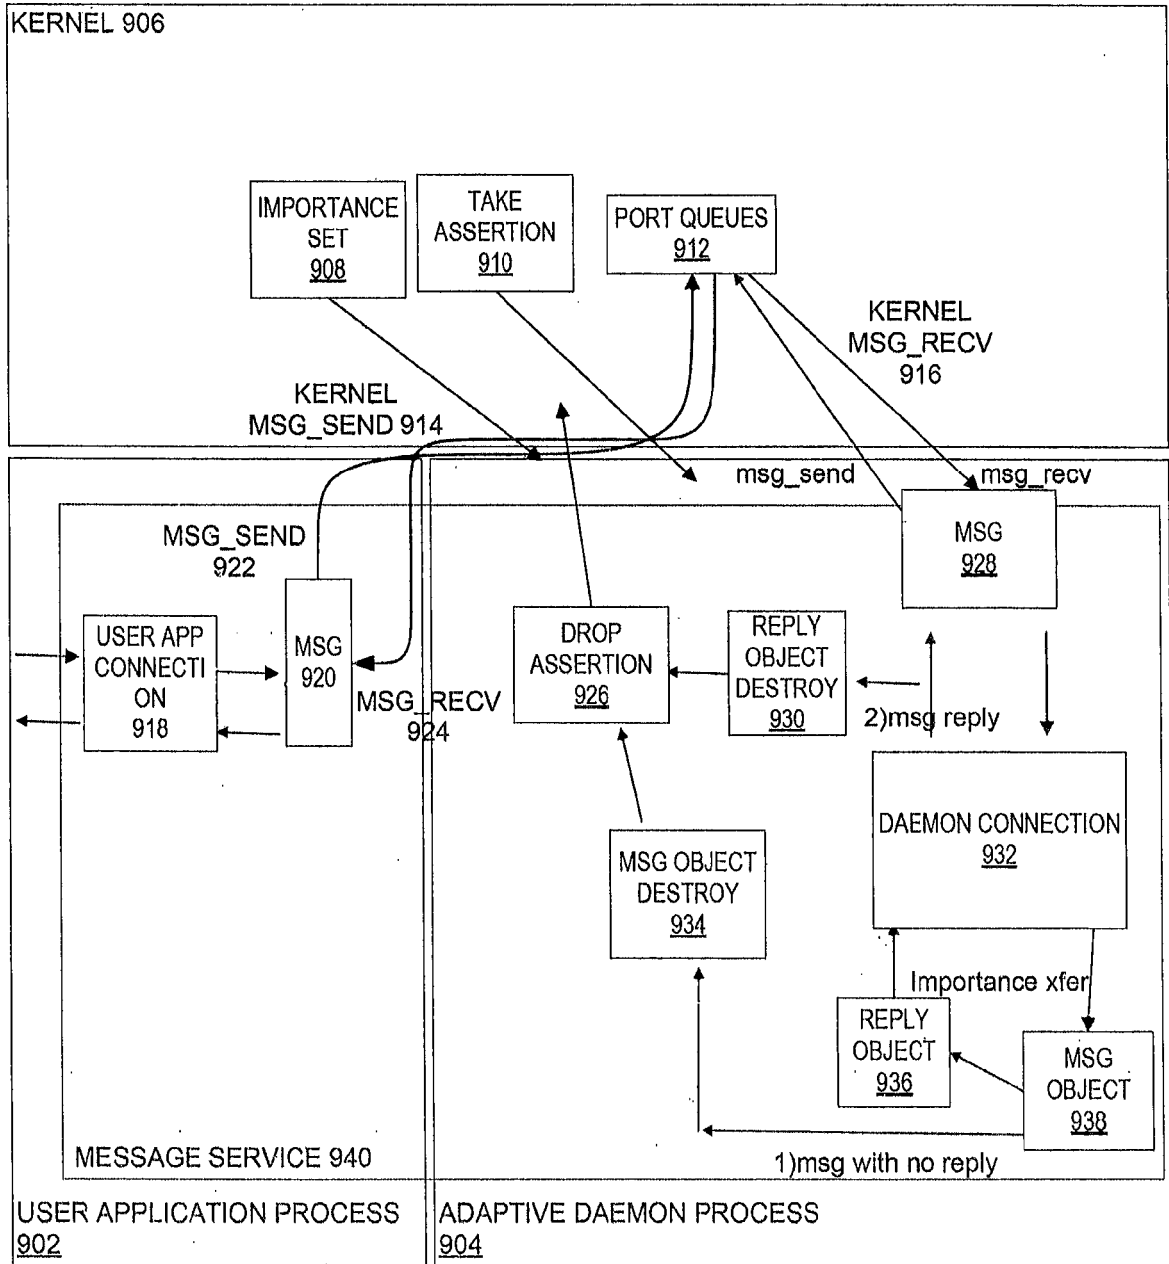 KERNEL 906
IMPORTANCE
SET
908
TAKE
ASSERTION
910
PORT QUEUES
912
KERNEL
MSG_RECV
916
KERNEL
MSG_SEND 914
msg_send
msg_recv
MSG
928
MSG_SEND
922
USER APP
CONNECTI
ON
918
MSG
920
MSG_RECV
924
DROP
ASSERTION
926
REPLY
OBJECT
DESTROY
930
2)msg reply
DAEMON CONNECTION
932
MSG OBJECT
DESTROY
934
Importance xfer
REPLY
OBJECT
936
MSG
OBJECT
938
1)msg with no reply
MESSAGE SERVICE 940
USER APPLICATION PROCESS
902
ADAPTIVE DAEMON PROCESS
904